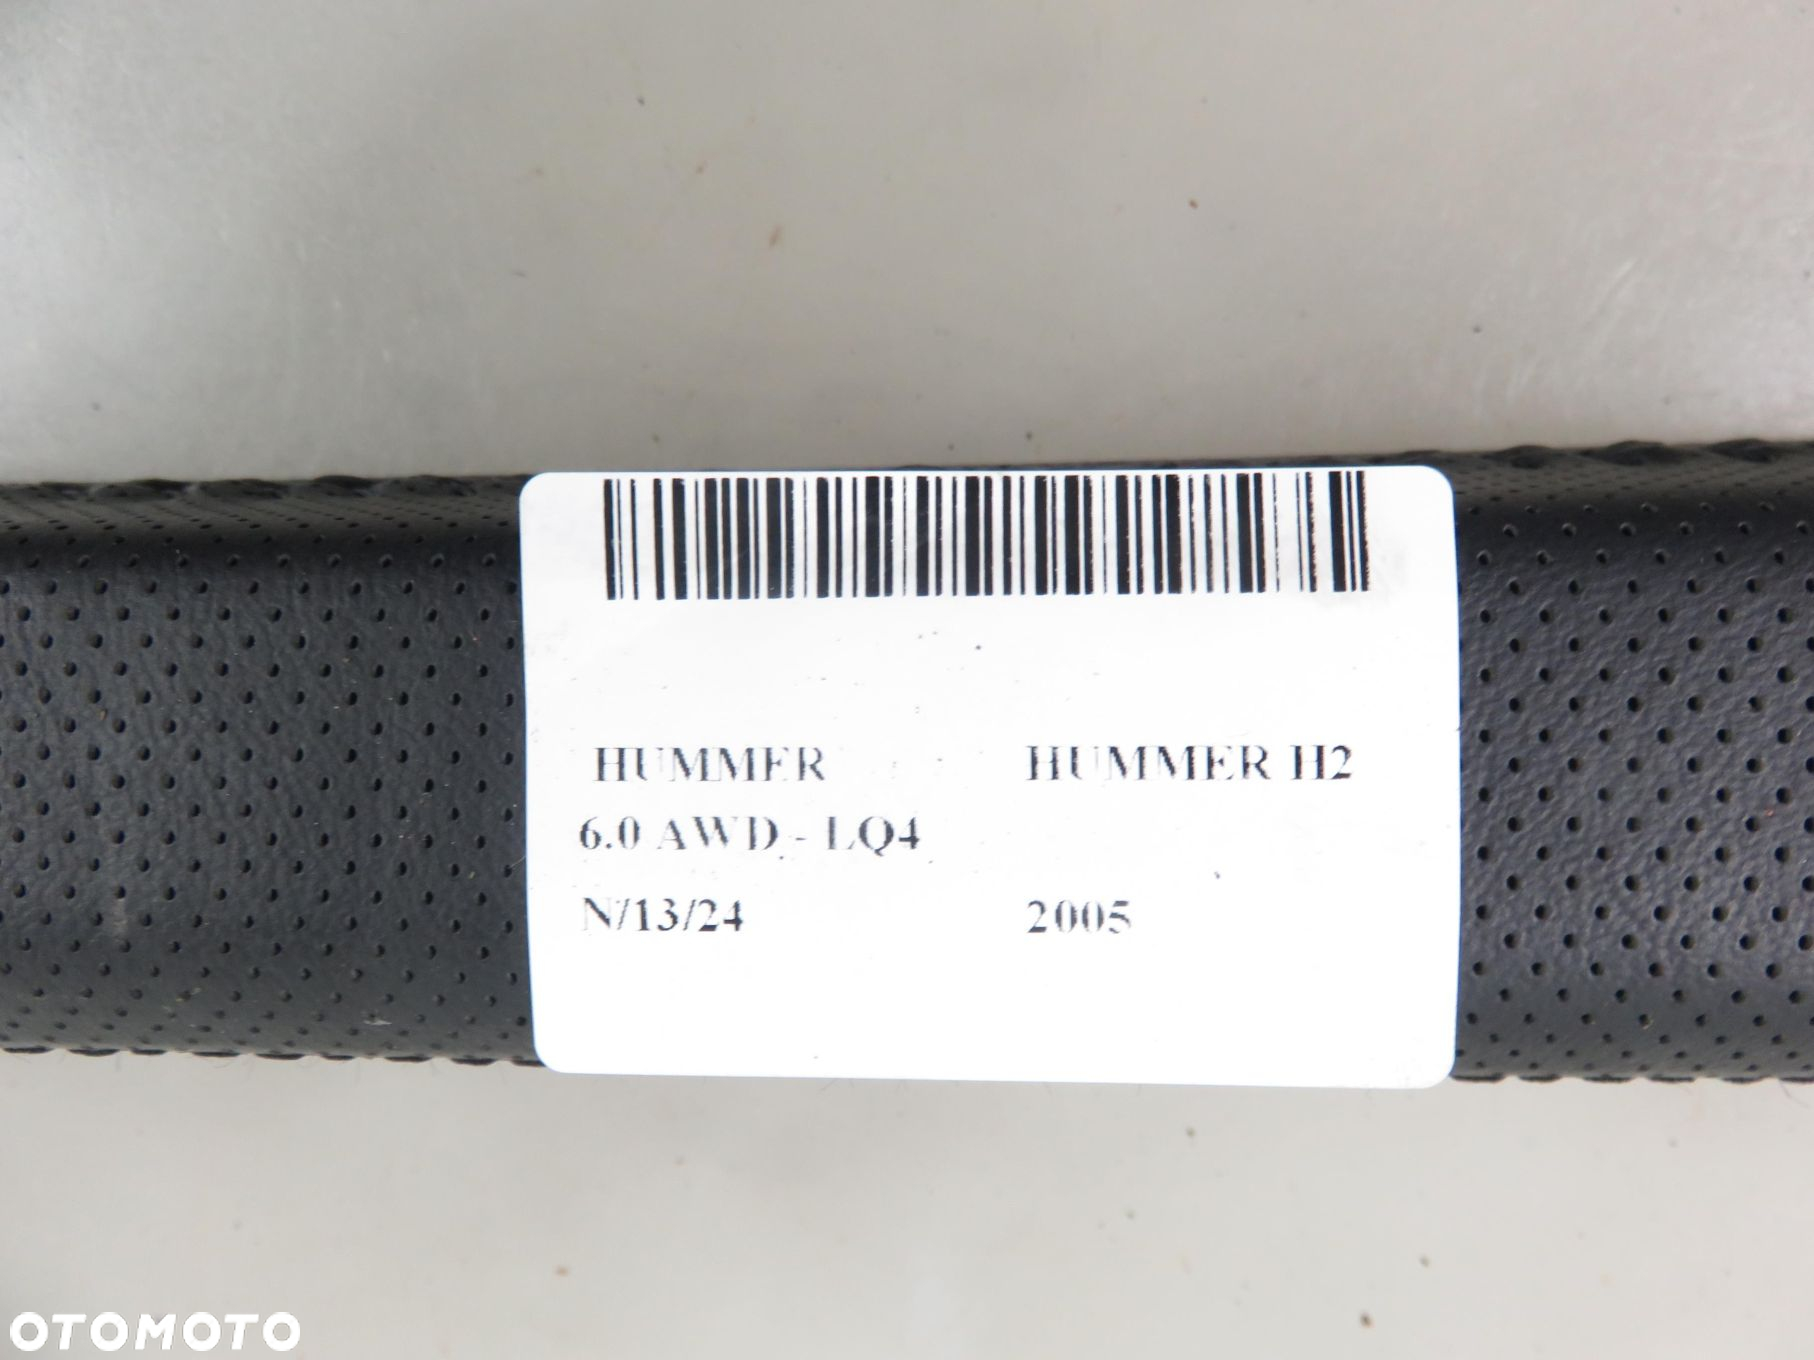 HUMMER HUMMER H2
6.0 AWD - LQ4
N/13/24 2005
OTOMOTO